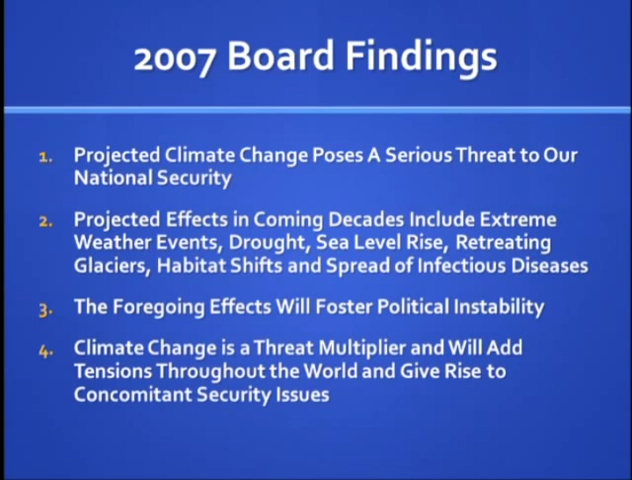 2007 Board Findings
1. Projected Climate Change Poses A Serious Threat to Our
National Security
2. Projected Effects in Coming Decades Include Extreme
Weather Events, Drought, Sea Level Rise, Retreating
Glaciers, Habitat Shifts and Spread of Infectious Diseases
3. The Foregoing Effects Will Foster Political Instability
4. Climate Change is a Threat Multiplier and Will Add
Tensions Throughout the World and Give Rise to
Concomitant Security Issues